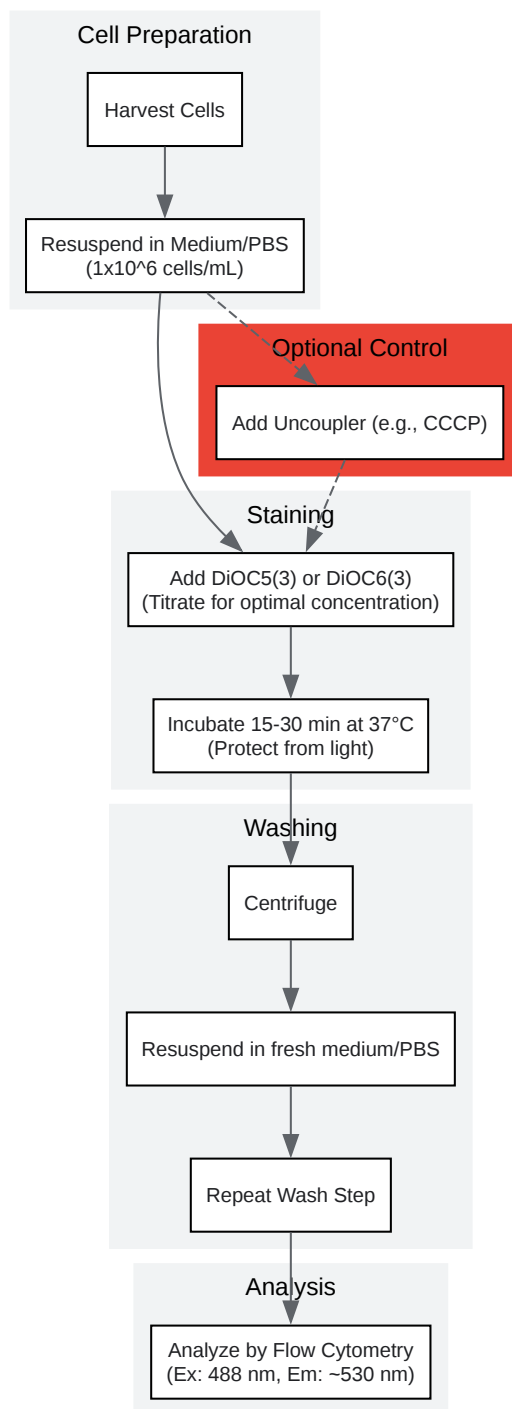 Cell Preparation
Harvest Cells
Resuspend in Medium/PBS
(1x10^6 cells/mL)
Optional Control
Add Uncoupler (e.g., CCCP)
Staining
Add DiOC5(3) or DiOC6(3)
(Titrate for optimal concentration)
Incubate 15-30 min at 37°C
(Protect from light)
Washing
Centrifuge
Resuspend in fresh medium/PBS
Repeat Wash Step
Analysis
Analyze by Flow Cytometry
(Ex: 488 nm, Em: ~530 nm)